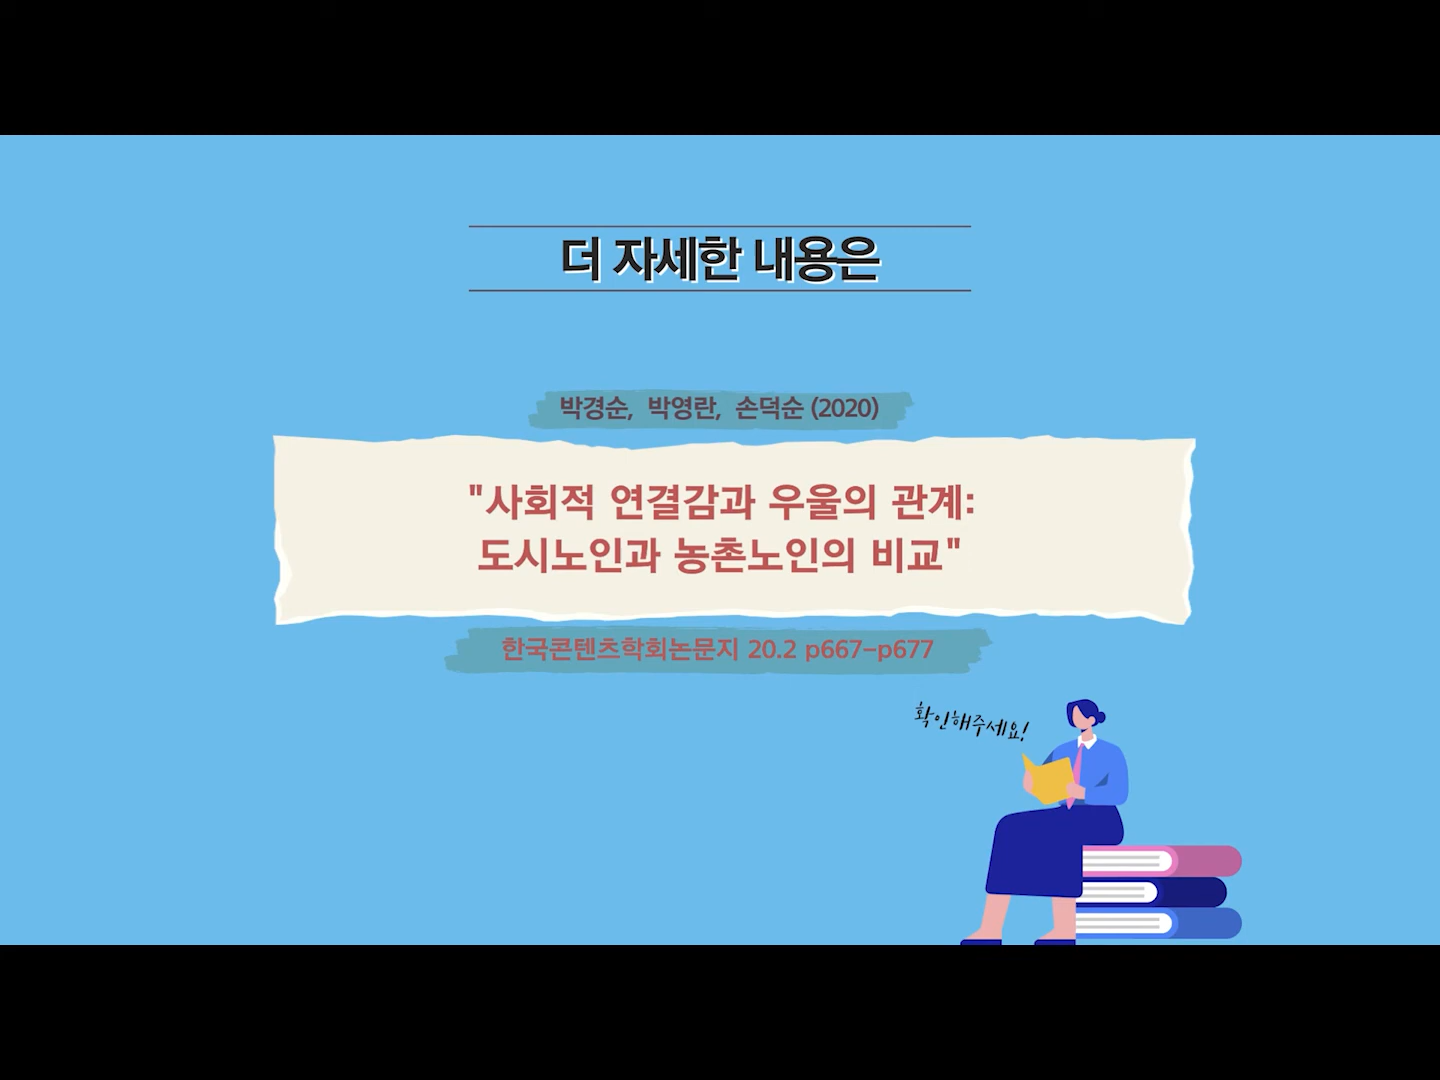 더 자세한 내용은
박경순, 박영란, 손덕순 (2020)
"사회적 연결감과 우울의 관계:
도시노인과 농촌노인의 비교"
한국콘텐츠학회논문지 20.2 p667-p677
확인해주세요!